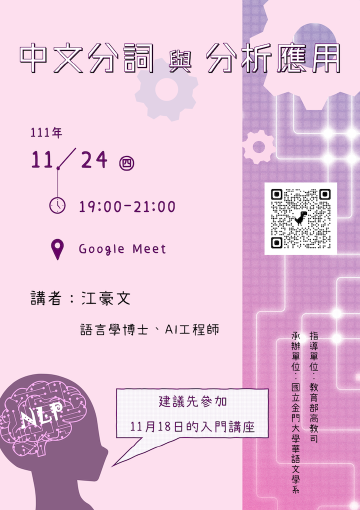 中文分詞 與 分析應用
111年
11/24 四
19:00-21:00
Google Meet
講者：江豪文
語言學博士、AI工程師
指導單位：教育部高教司
承辦單位：國立金門大學華語文學系
NLP
建議先參加
11月18日的入門講座